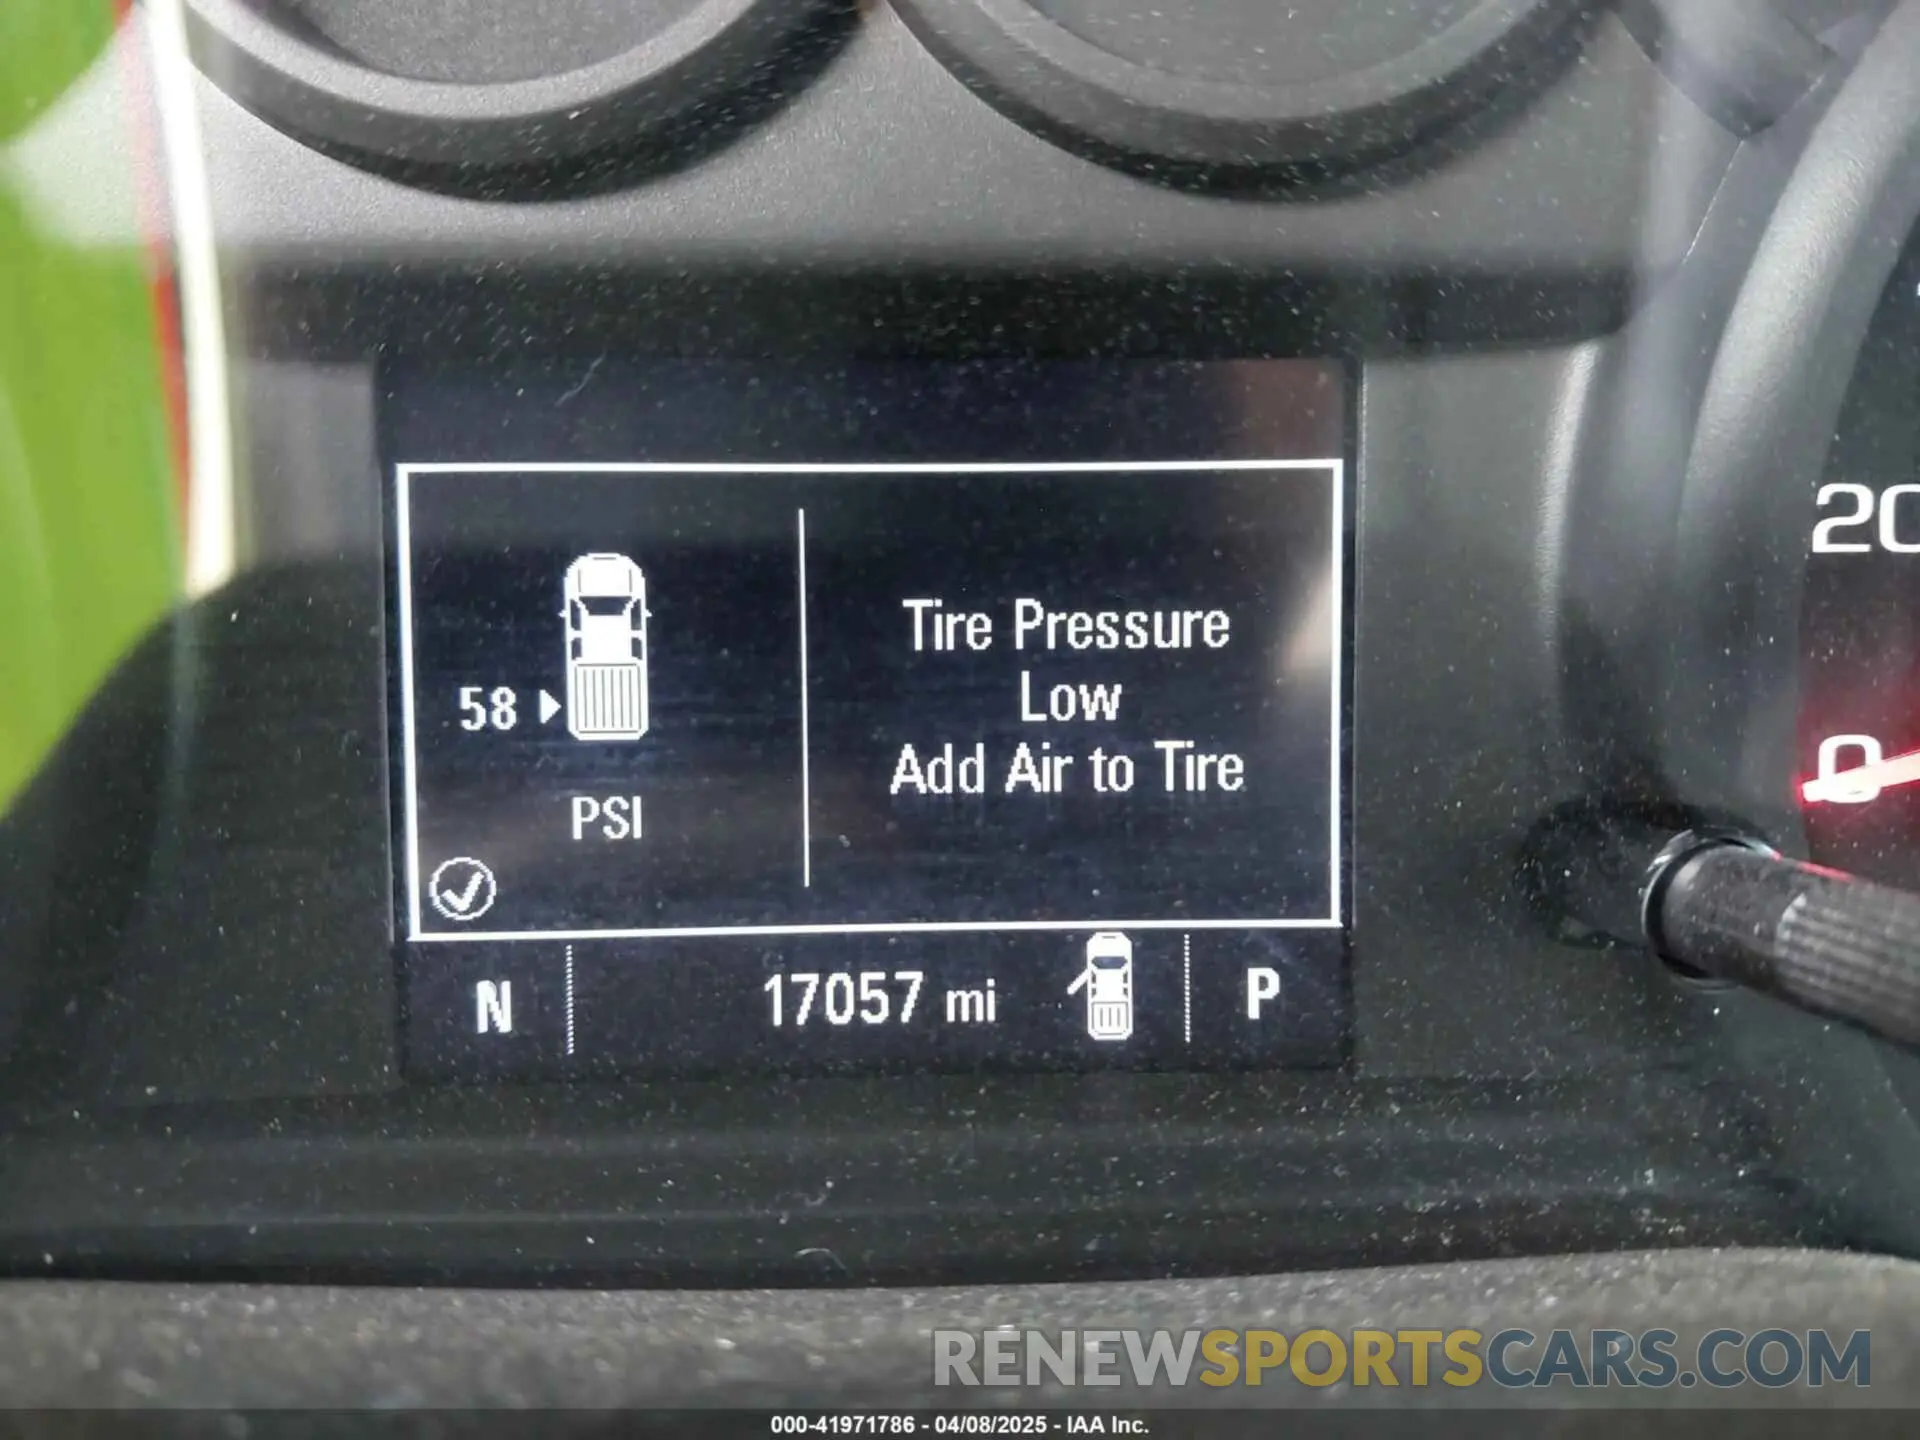 20
58
PSI
Tire Pressure
Low
Add Air to Tire
0
N
17057 mi
P
RENEWSPORTSCARS.COM
000-41971786 - 04/08/2025 - IAA Inc.